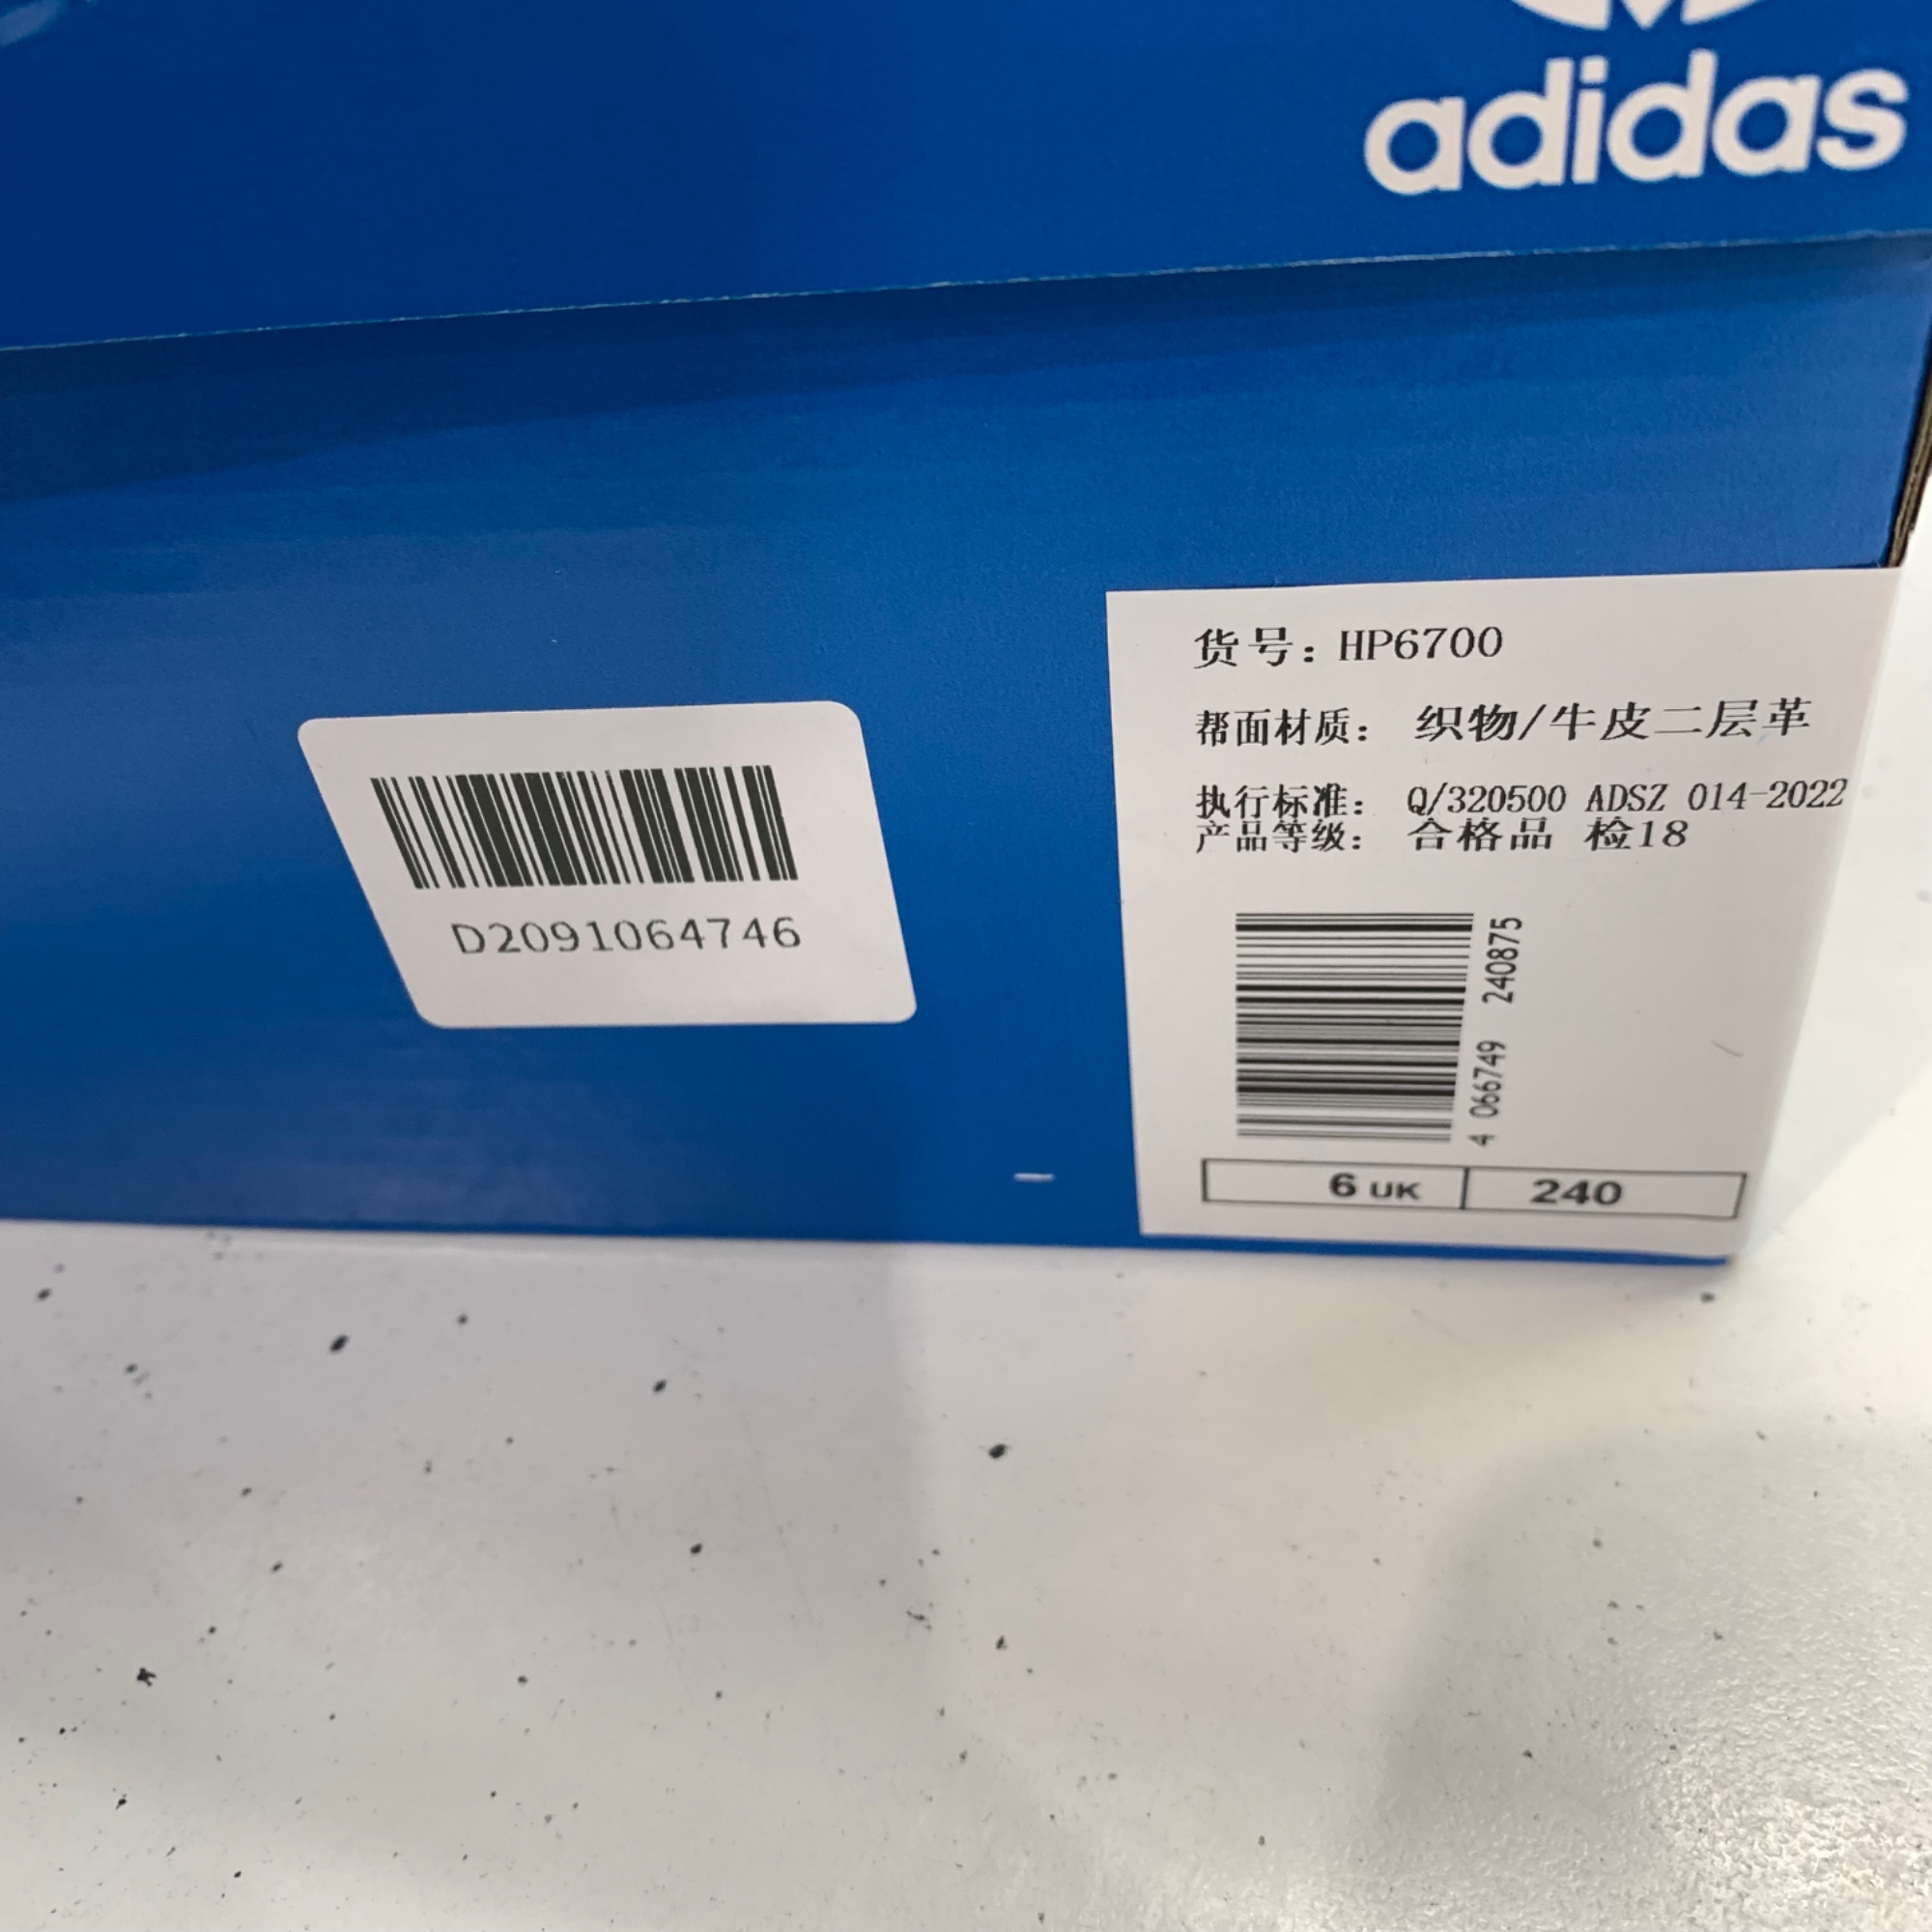 adidas
货号：HP6700
帮面材质： 织物/牛皮二层革
执行标准： Q/320500 ADSZ 014-2022
产品等级： 合格品 检18
D2091064746
4 066749 240875
6 UK 240